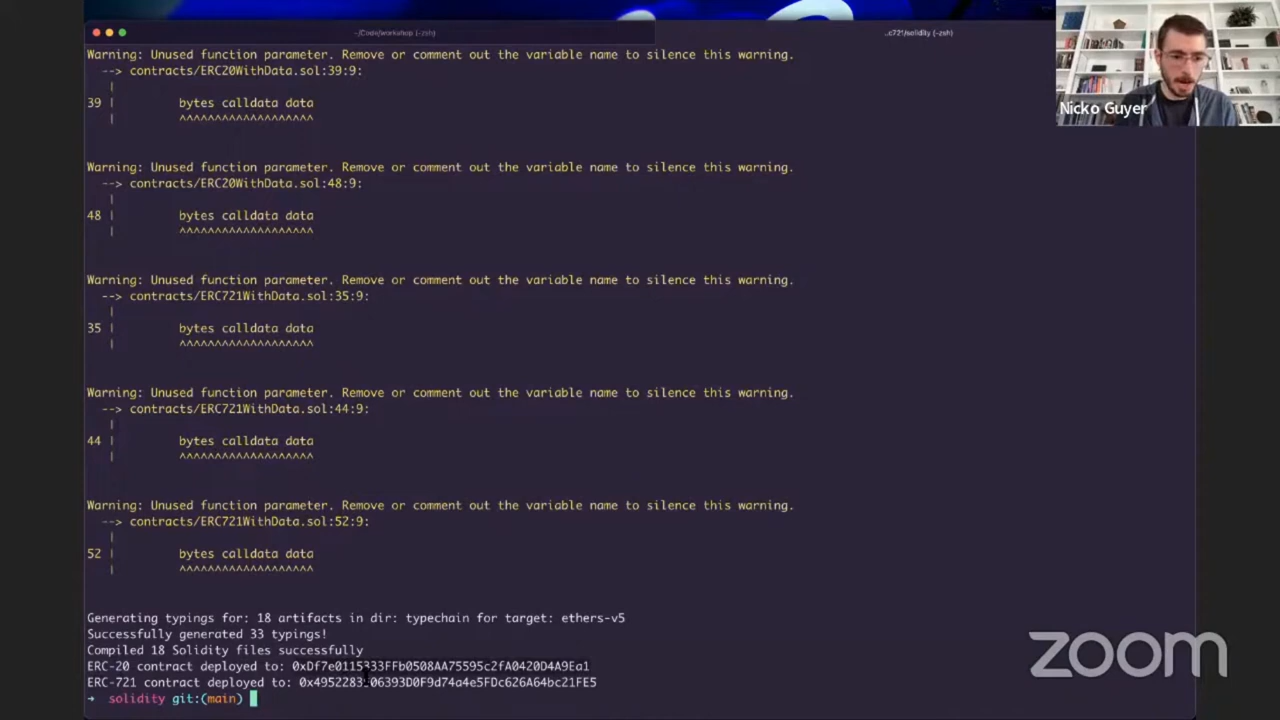 ~/Code/workshop (-zsh)
..c721/solidity (-zsh)
Warning: Unused function parameter. Remove or comment out the variable name to silence this warning.
--> contracts/ERC20WithData.sol:39:9:
|
39 | bytes calldata data
| ^^^^^^^^^^^^^^^^^^^
Warning: Unused function parameter. Remove or comment out the variable name to silence this warning.
--> contracts/ERC20WithData.sol:48:9:
|
48 | bytes calldata data
| ^^^^^^^^^^^^^^^^^^^
Warning: Unused function parameter. Remove or comment out the variable name to silence this warning.
--> contracts/ERC721WithData.sol:35:9:
|
35 | bytes calldata data
| ^^^^^^^^^^^^^^^^^^^
Warning: Unused function parameter. Remove or comment out the variable name to silence this warning.
--> contracts/ERC721WithData.sol:44:9:
|
44 | bytes calldata data
| ^^^^^^^^^^^^^^^^^^^
Warning: Unused function parameter. Remove or comment out the variable name to silence this warning.
--> contracts/ERC721WithData.sol:52:9:
|
52 | bytes calldata data
| ^^^^^^^^^^^^^^^^^^^
Generating typings for: 18 artifacts in dir: typechain for target: ethers-v5
Successfully generated 33 typings!
Compiled 18 Solidity files successfully
ERC-20 contract deployed to:
ERC-721 contract deployed to:
→ solidity git:(main)
Nicko Guyer
zoom